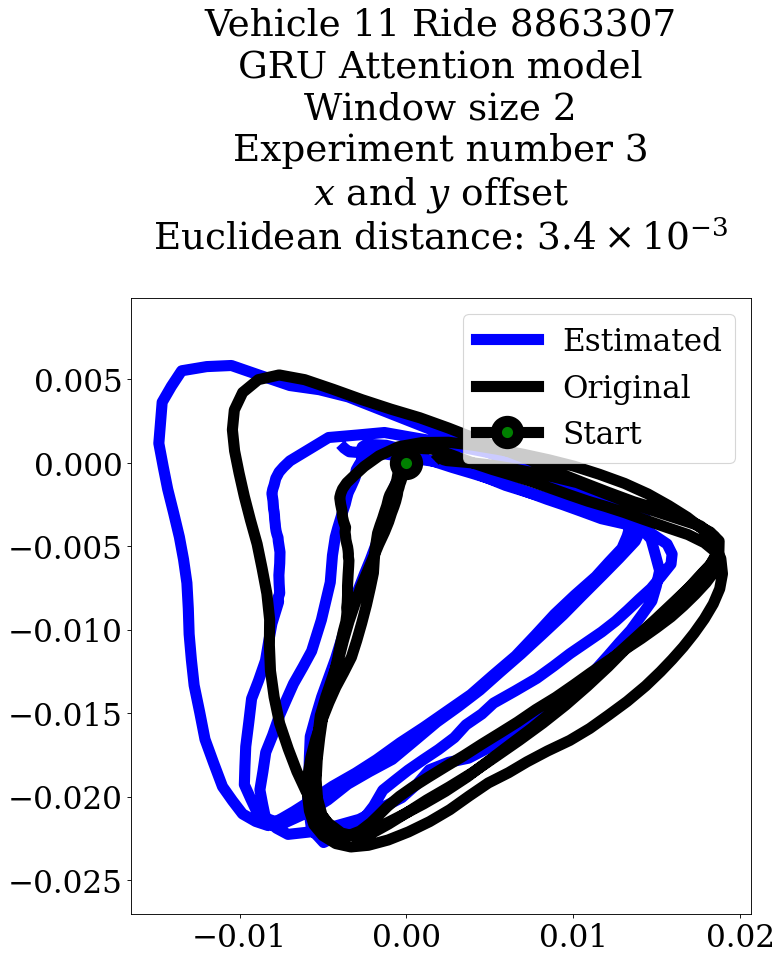 Vehicle 11 Ride 8863307
GRU Attention model
Window size 2
Experiment number 3
x and y offset
Euclidean distance: 3.4 × 10⁻³
Estimated
Original
Start
0.005
0.000
−0.005
−0.010
−0.015
−0.020
−0.025
−0.01
0.00
0.01
0.02